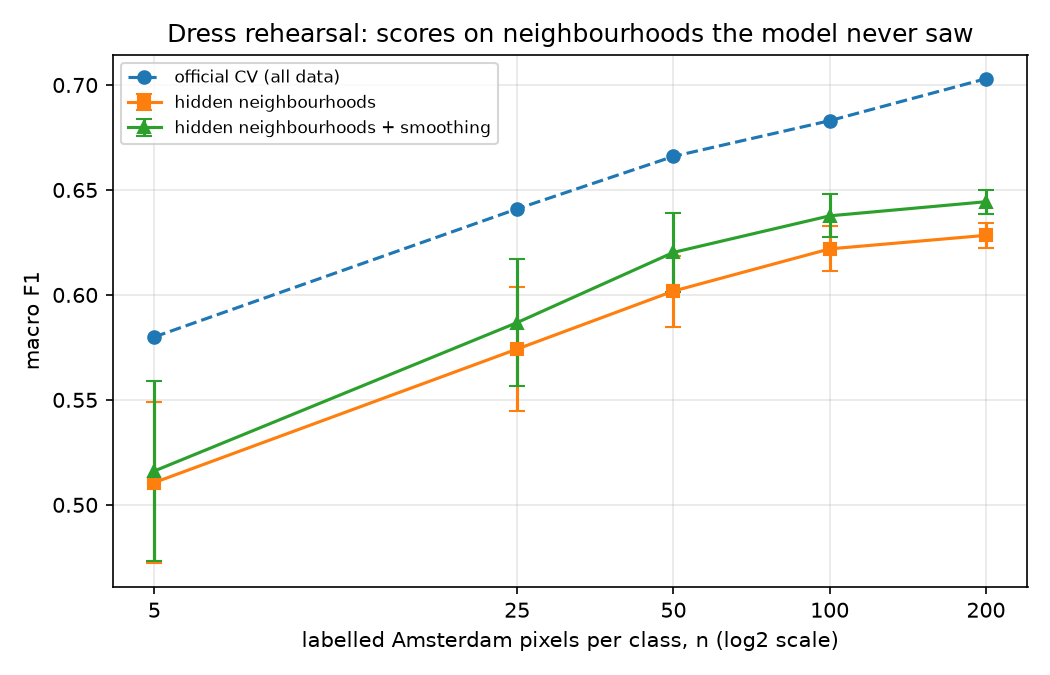 Dress rehearsal: scores on neighbourhoods the model never saw
official CV (all data)
hidden neighbourhoods
hidden neighbourhoods + smoothing
0.70
0.65
0.60
0.55
0.50
macro F1
5 25 50 100 200
labelled Amsterdam pixels per class, n (log2 scale)